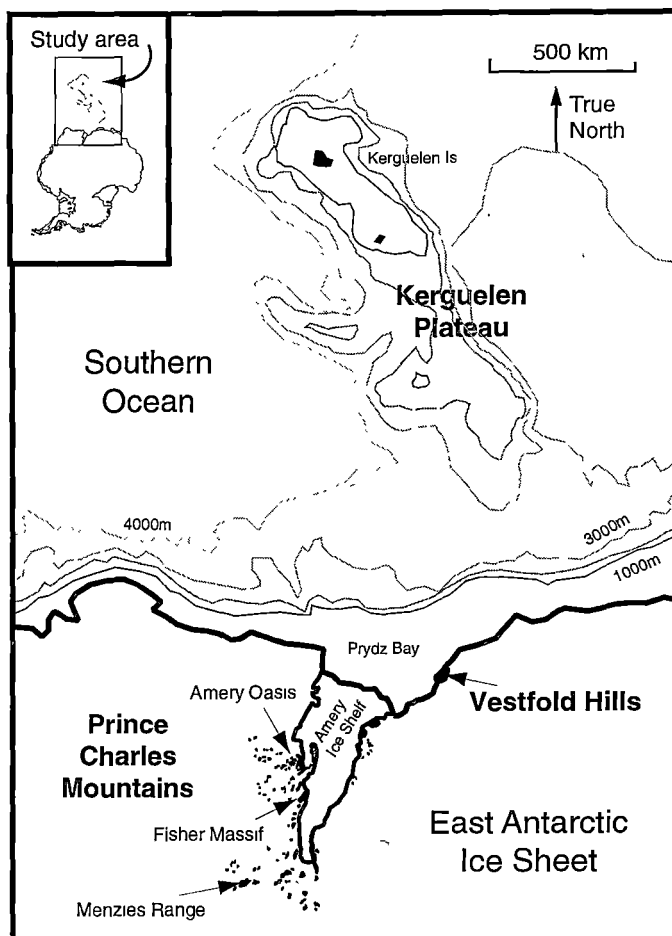 Study area
500 km
True
North
Kerguelen Is
Kerguelen
Plateau
Southern
Ocean
4000m
3000m
1000m
Prydz Bay
Amery Oasis
Amery
Ice Shelf
Vestfold Hills
Prince
Charles
Mountains
Fisher Massif
East Antarctic
Ice Sheet
Menzies Range